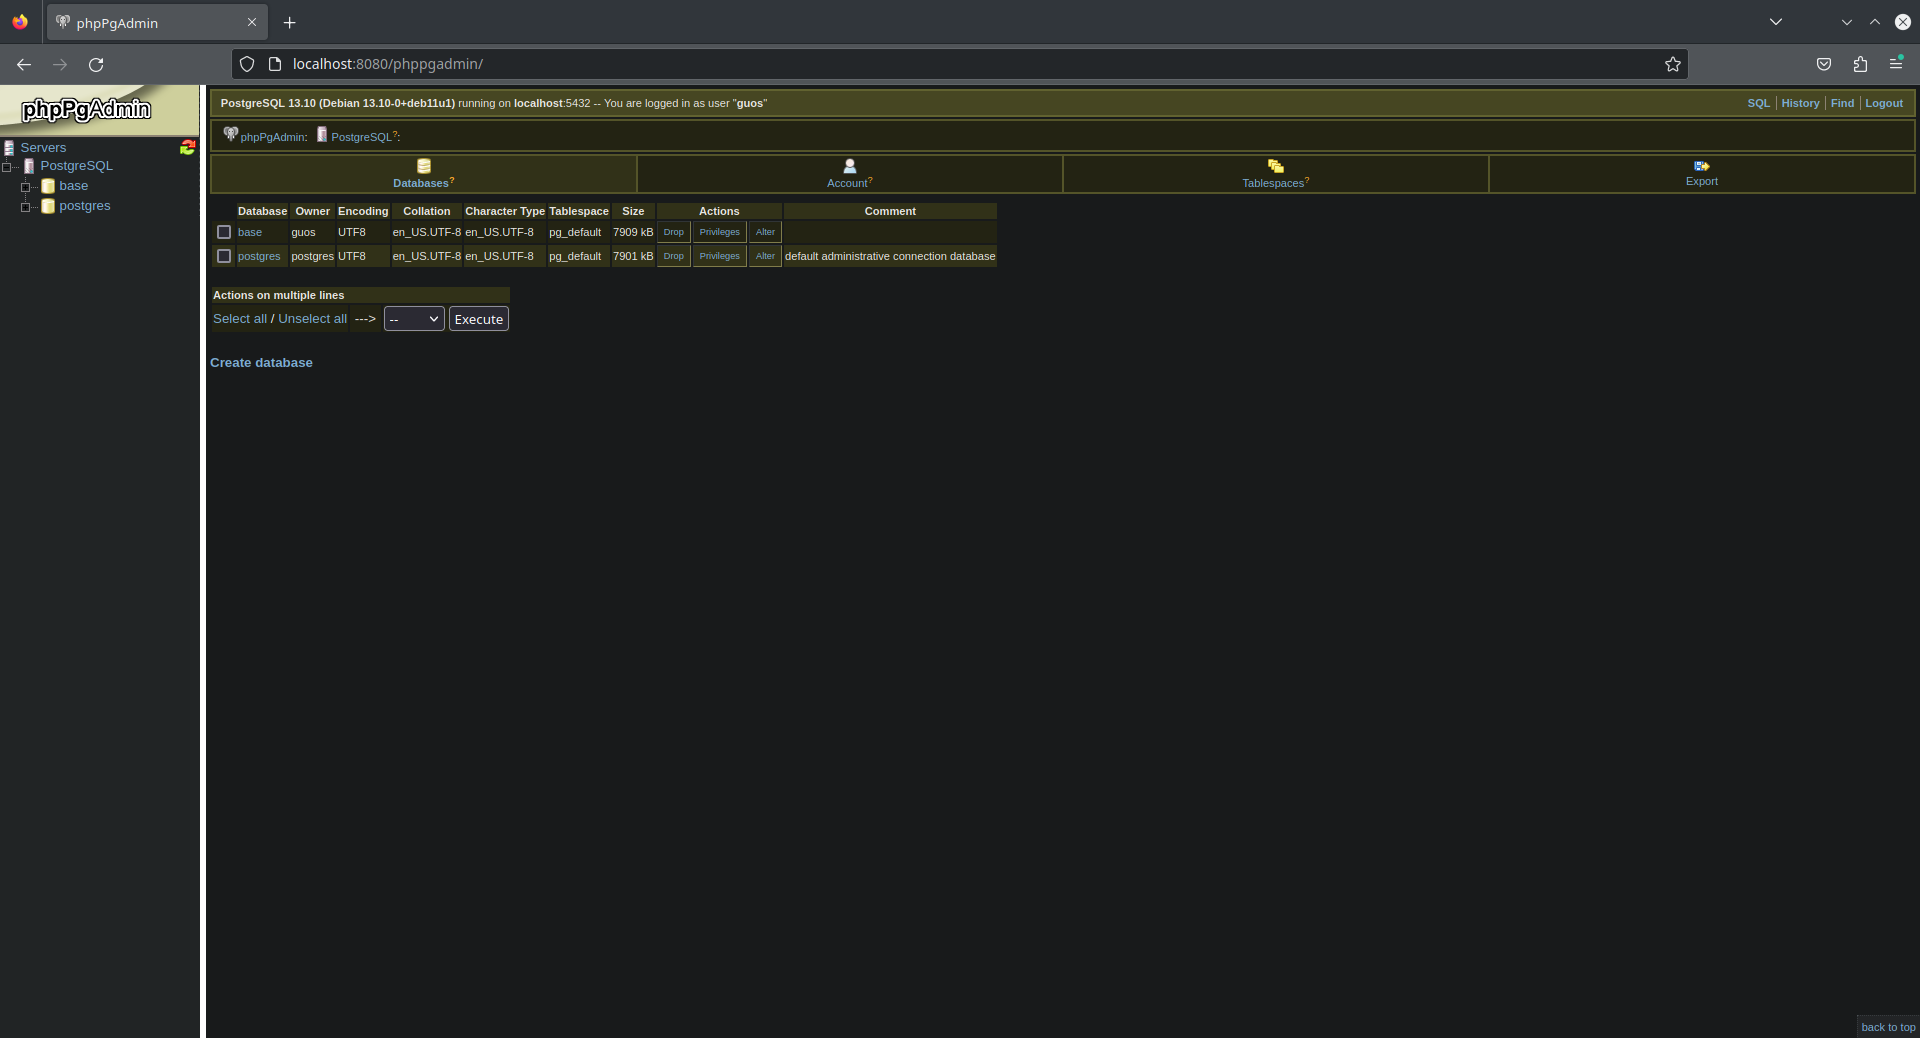 phpPgAdmin
localhost:8080/phppgadmin/
phpPgAdmin
Servers
PostgreSQL
base
postgres
PostgreSQL 13.10 (Debian 13.10-0+deb11u1) running on localhost:5432 -- You are logged in as user "guos"
SQL History Find Logout
phpPgAdmin: PostgreSQL?:
Databases? Account? Tablespaces? Export
Database Owner Encoding Collation Character Type Tablespace Size Actions Comment
base guos UTF8 en_US.UTF-8 en_US.UTF-8 pg_default 7909 kB Drop Privileges Alter
postgres postgres UTF8 en_US.UTF-8 en_US.UTF-8 pg_default 7901 kB Drop Privileges Alter default administrative connection database
Actions on multiple lines
Select all / Unselect all ---> -- Execute
Create database
back to top